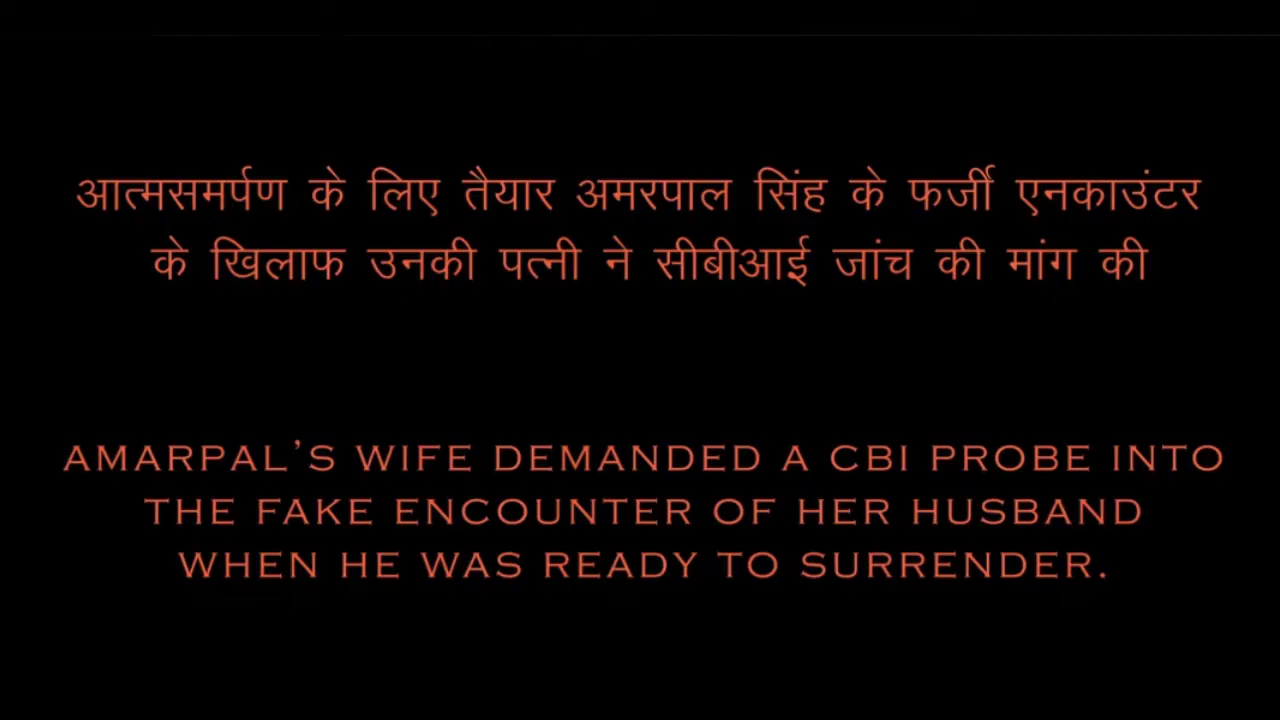 आत्मसमर्पण के लिए तैयार अमरपाल सिंह के फर्जी एनकाउंटर
के खिलाफ उनकी पत्नी ने सीबीआई जांच की मांग की
AMARPAL'S WIFE DEMANDED A CBI PROBE INTO
THE FAKE ENCOUNTER OF HER HUSBAND
WHEN HE WAS READY TO SURRENDER.